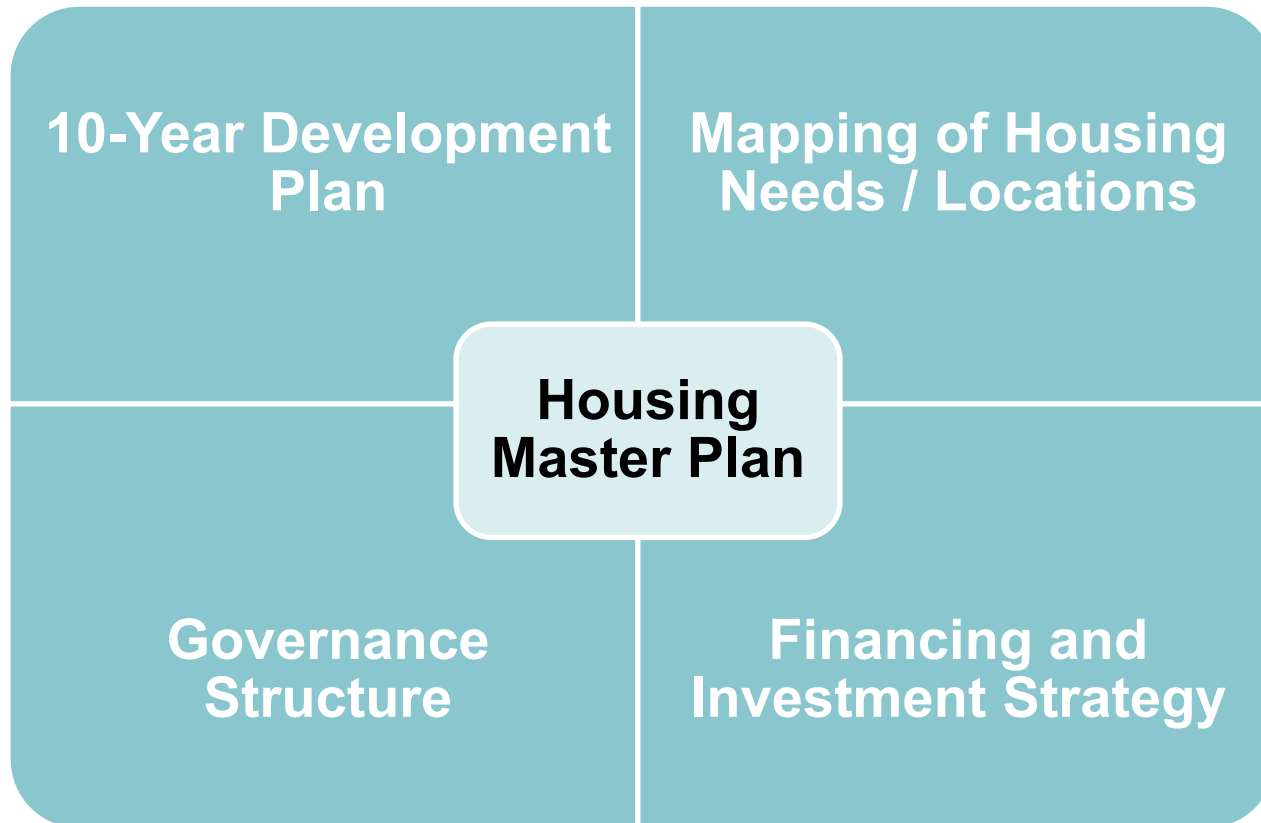 10-Year Development
Plan
Mapping of Housing
Needs / Locations
Housing
Master Plan
Governance
Structure
Financing and
Investment Strategy